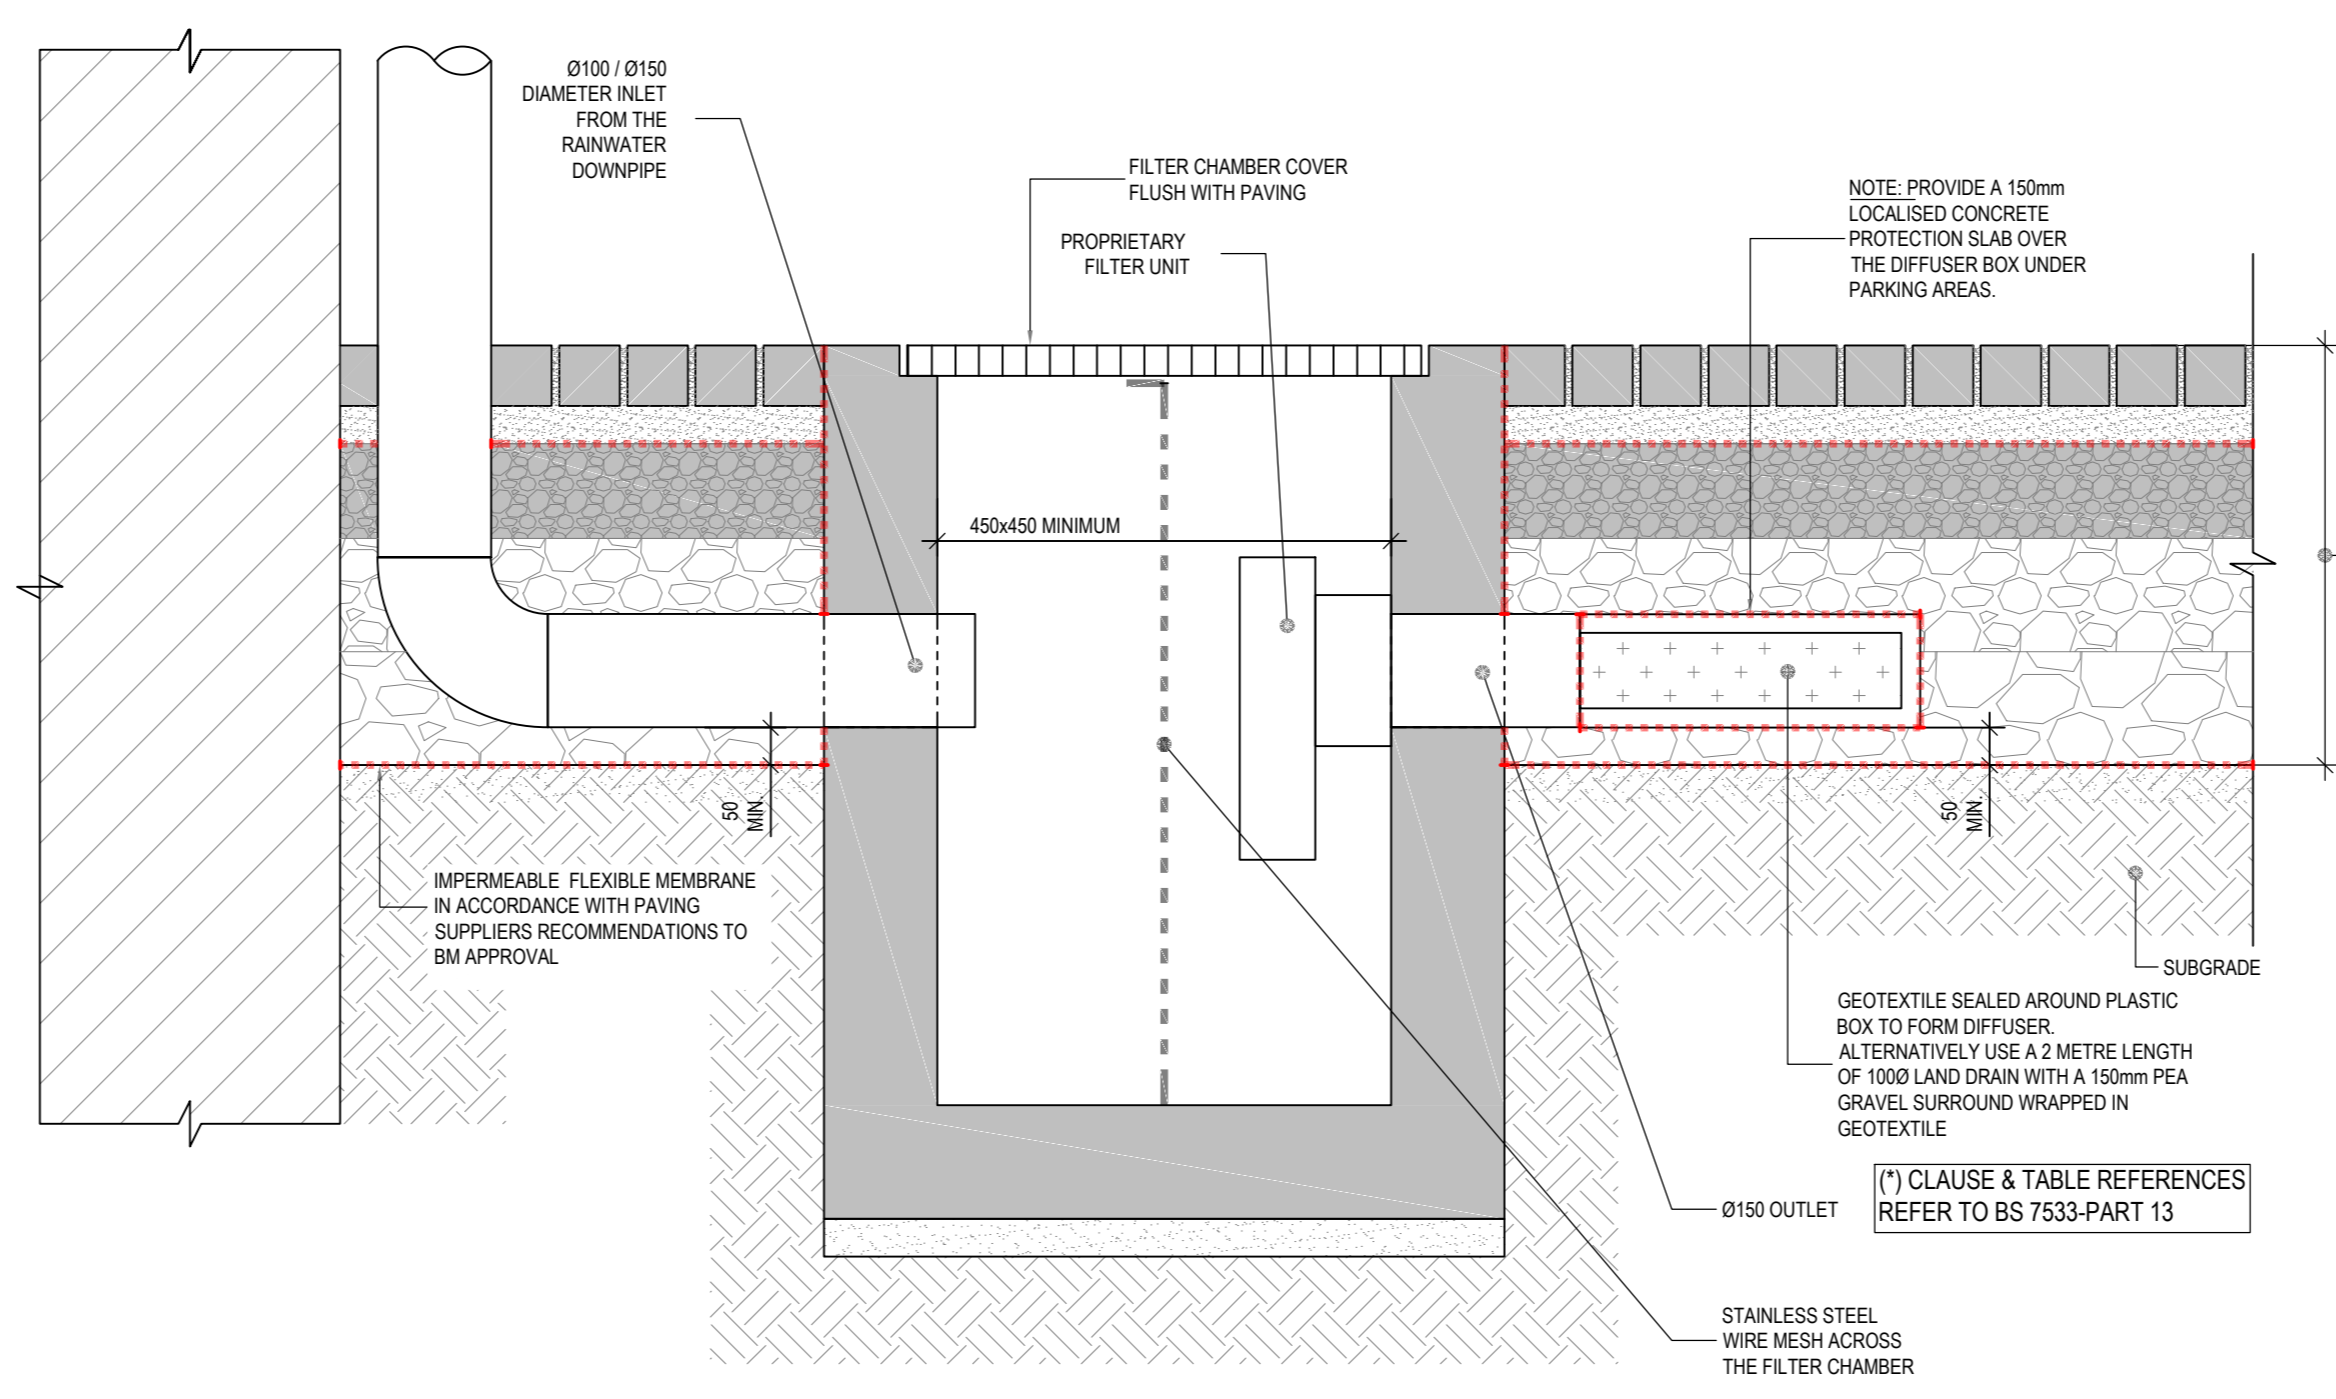 Ø100 / Ø150
DIAMETER INLET
FROM THE
RAINWATER
DOWNPIPE
FILTER CHAMBER COVER
FLUSH WITH PAVING
PROPRIETARY
FILTER UNIT
NOTE: PROVIDE A 150mm
LOCALISED CONCRETE
PROTECTION SLAB OVER
THE DIFFUSER BOX UNDER
PARKING AREAS.
450x450 MINIMUM
50
MIN.
50
MIN.
IMPERMEABLE FLEXIBLE MEMBRANE
IN ACCORDANCE WITH PAVING
SUPPLIERS RECOMMENDATIONS TO
BM APPROVAL
SUBGRADE
GEOTEXTILE SEALED AROUND PLASTIC
BOX TO FORM DIFFUSER.
ALTERNATIVELY USE A 2 METRE LENGTH
OF 100Ø LAND DRAIN WITH A 150mm PEA
GRAVEL SURROUND WRAPPED IN
GEOTEXTILE
(*) CLAUSE & TABLE REFERENCES
REFER TO BS 7533-PART 13
Ø150 OUTLET
STAINLESS STEEL
WIRE MESH ACROSS
THE FILTER CHAMBER